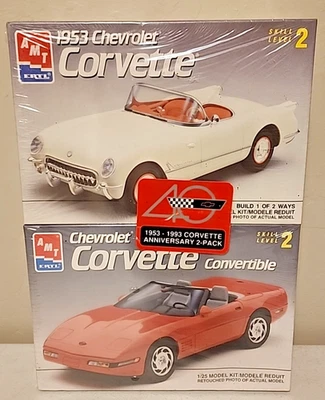 AMT
ERTL
1953 Chevrolet
Corvette
SKILL
LEVEL 2
BUILD 1 OF 2 WAYS
L KIT/MODELE REDUIT
PHOTO OF ACTUAL MODEL
40
1953 - 1993 CORVETTE
ANNIVERSARY 2-PACK
AMT
ERTL
Chevrolet
Corvette Convertible
SKILL
LEVEL 2
1/25 MODEL KIT/MODELE REDUIT
RETOUCHED PHOTO OF ACTUAL MODEL